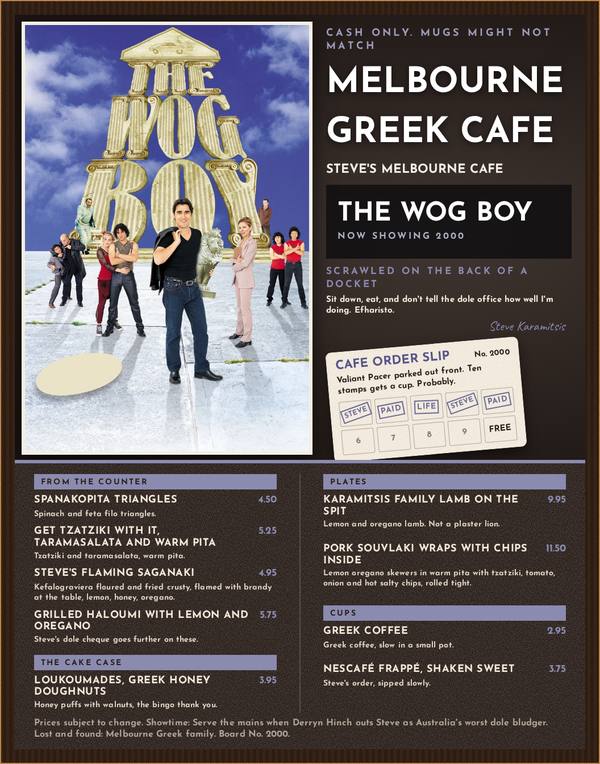 THE
WOG
BOY
CASH ONLY. MUGS MIGHT NOT
MATCH
MELBOURNE
GREEK CAFE
STEVE'S MELBOURNE CAFE
THE WOG BOY
NOW SHOWING 2000
SCRAWLED ON THE BACK OF A
DOCKET
Sit down, eat, and don't tell the dole office how well I'm
doing. Efharisto.
Steve Karamitsis
CAFE ORDER SLIP No. 2000
Valiant Pacer parked out front. Ten
stamps gets a cup. Probably.
STEVE PAID LIFE STEVE PAID
6 7 8 9 FREE
FROM THE COUNTER
SPANAKOPITA TRIANGLES 4.50
Spinach and feta filo triangles.
GET TZATZIKI WITH IT, 5.25
TARAMASALATA AND WARM PITA
Tzatziki and taramasalata, warm pita.
STEVE'S FLAMING SAGANAKI 4.95
Kefalograviera floured and fried crusty, flamed with brandy
at the table, lemon, honey, oregano.
GRILLED HALOUMI WITH LEMON AND 5.75
OREGANO
Steve's dole cheque goes further on these.
THE CAKE CASE
LOUKOUMADES, GREEK HONEY 3.95
DOUGHNUTS
Honey puffs with walnuts, the bingo thank you.
PLATES
KARAMITSIS FAMILY LAMB ON THE 9.95
SPIT
Lemon and oregano lamb. Not a plaster lion.
PORK SOUVLAKI WRAPS WITH CHIPS 11.50
INSIDE
Lemon oregano skewers in warm pita with tzatziki, tomato,
onion and hot salty chips, rolled tight.
CUPS
GREEK COFFEE 2.95
Greek coffee, slow in a small pot.
NESCAFÉ FRAPPÉ, SHAKEN SWEET 3.75
Steve's order, sipped slowly.
Prices subject to change. Showtime: Serve the mains when Derryn Hinch outs Steve as Australia's worst dole bludger.
Lost and found: Melbourne Greek family. Board No. 2000.